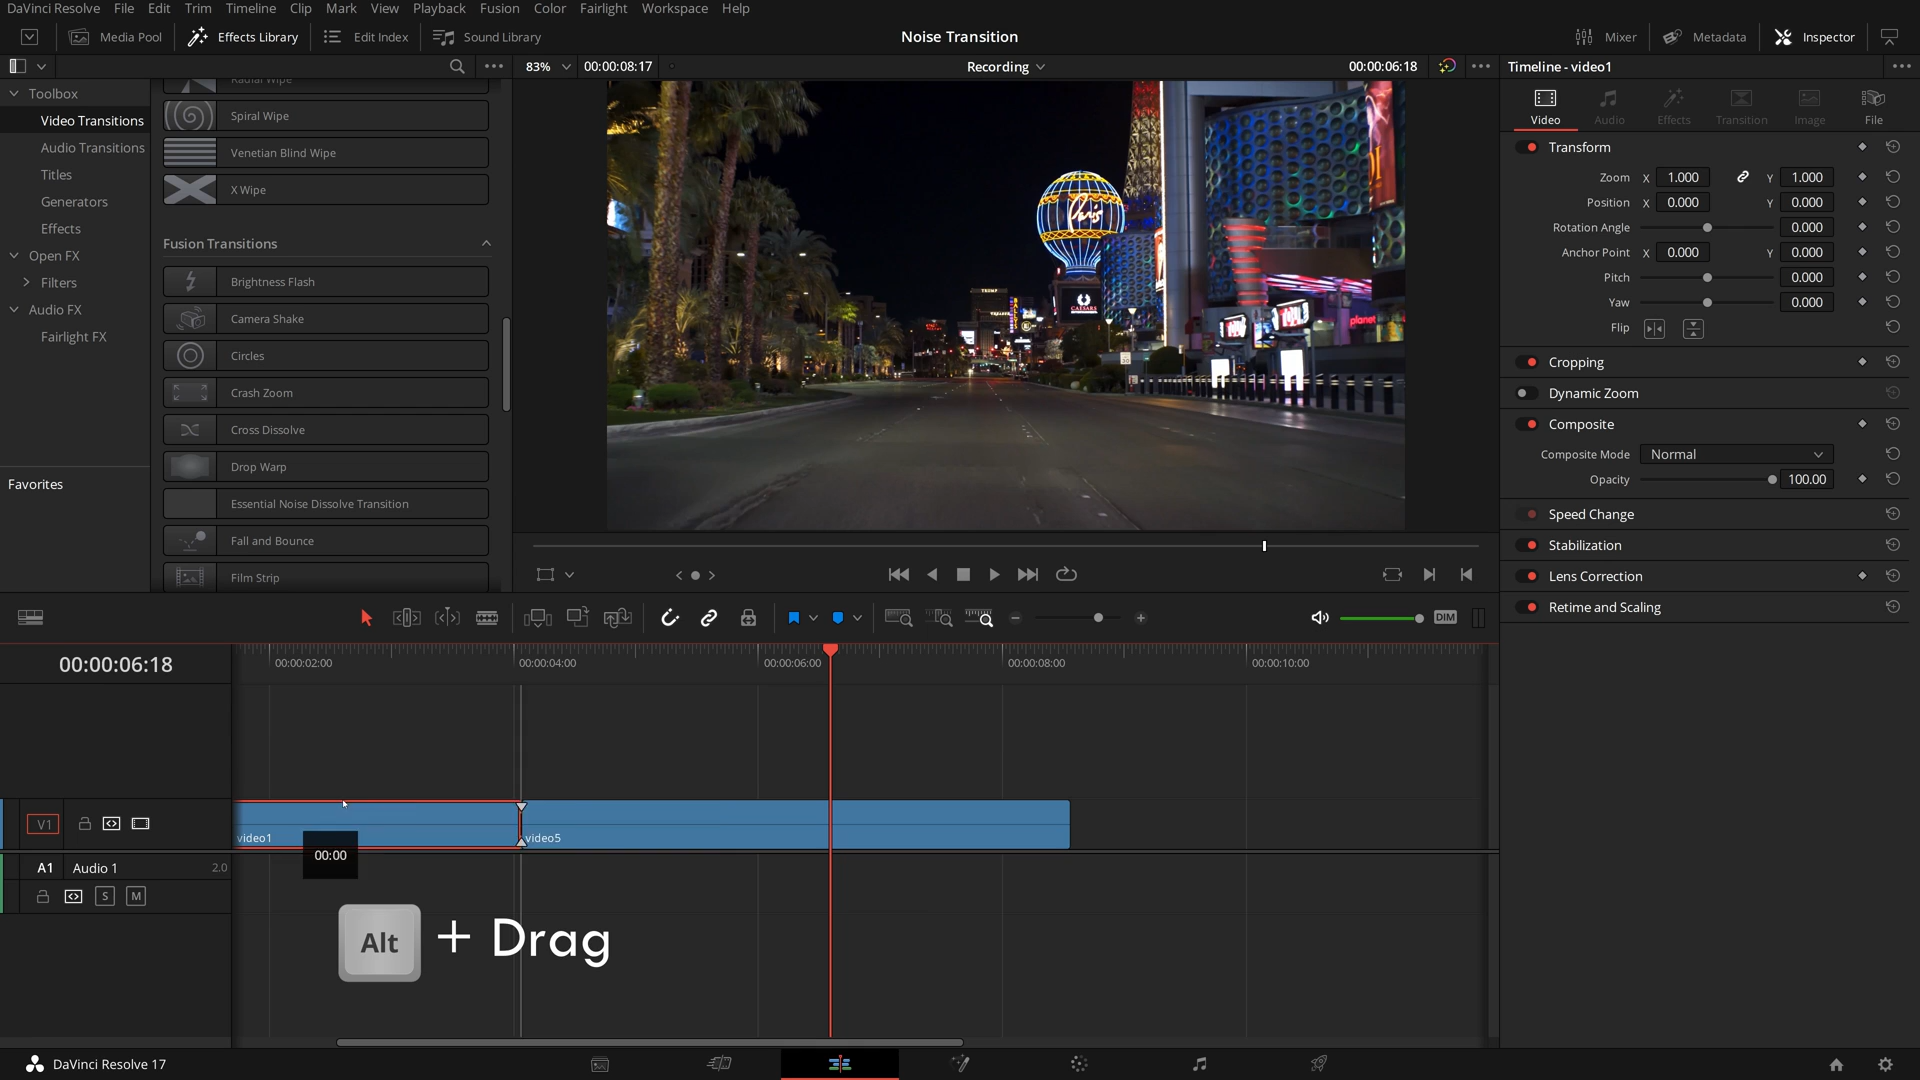 DaVinci Resolve File Edit Trim Timeline Clip Mark View Playback Fusion Color Fairlight Workspace Help
Media Pool Effects Library Edit Index Sound Library Noise Transition Mixer Metadata Inspector
83% 00:00:08:17 Recording 00:00:06:18 Timeline - video1
Toolbox
Video Transitions
Audio Transitions
Titles
Generators
Effects
Open FX
Filters
Audio FX
Fairlight FX
Favorites
Radial Wipe
Spiral Wipe
Venetian Blind Wipe
X Wipe
Fusion Transitions
Brightness Flash
Camera Shake
Circles
Crash Zoom
Cross Dissolve
Drop Warp
Essential Noise Dissolve Transition
Fall and Bounce
Film Strip
Paris
TRUMP
CAESARS
planet
Video Audio Effects Transition Image File
Transform
Zoom X 1.000 Y 1.000
Position X 0.000 Y 0.000
Rotation Angle 0.000
Anchor Point X 0.000 Y 0.000
Pitch 0.000
Yaw 0.000
Flip
Cropping
Dynamic Zoom
Composite
Composite Mode Normal
Opacity 100.00
Speed Change
Stabilization
Lens Correction
Retime and Scaling
DIM
00:00:06:18
00:00:02:00 00:00:04:00 00:00:06:00 00:00:08:00 00:00:10:00
V1
video1 video5
00:00
A1 Audio 1 2.0
S M
Alt + Drag
DaVinci Resolve 17